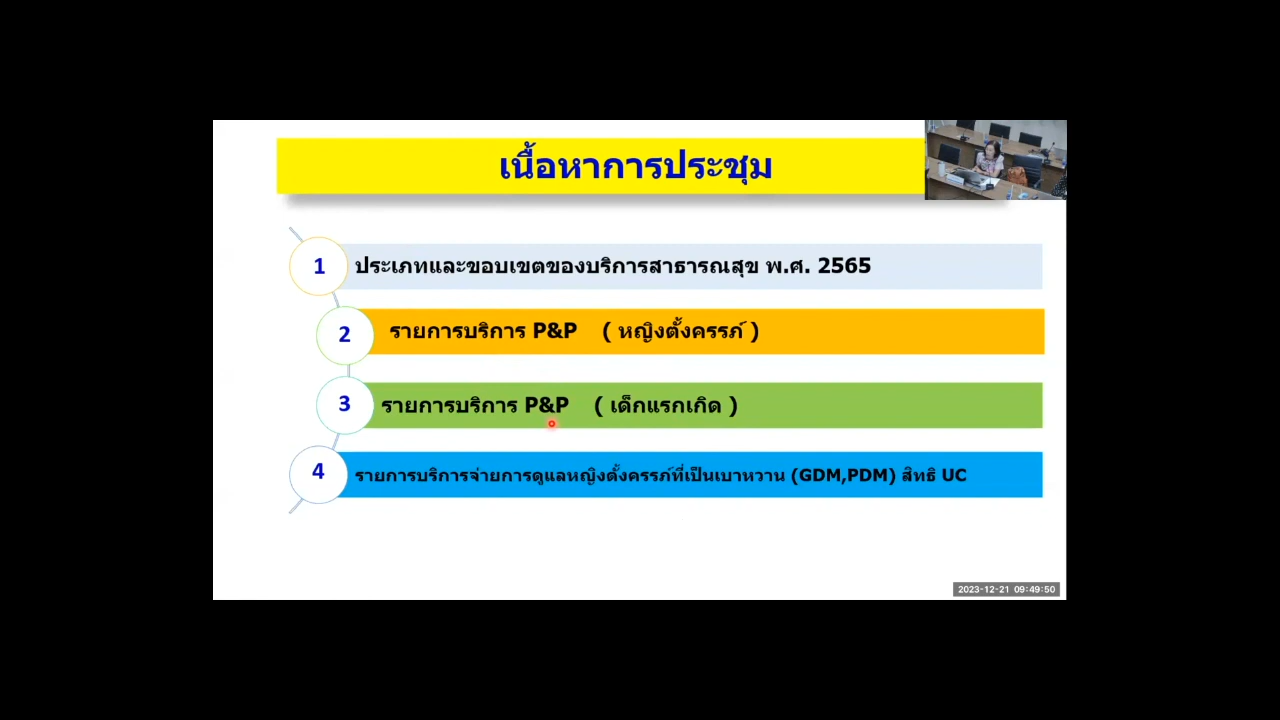 เนื้อหาการประชุม
1 ประเภทและขอบเขตของบริการสาธารณสุข พ.ศ. 2565
2 รายการบริการ P&P ( หญิงตั้งครรภ์ )
3 รายการบริการ P&P ( เด็กแรกเกิด )
4 รายการบริการจ่ายการดูแลหญิงตั้งครรภ์ที่เป็นเบาหวาน (GDM,PDM) สิทธิ UC
2023-12-21 09:49:50